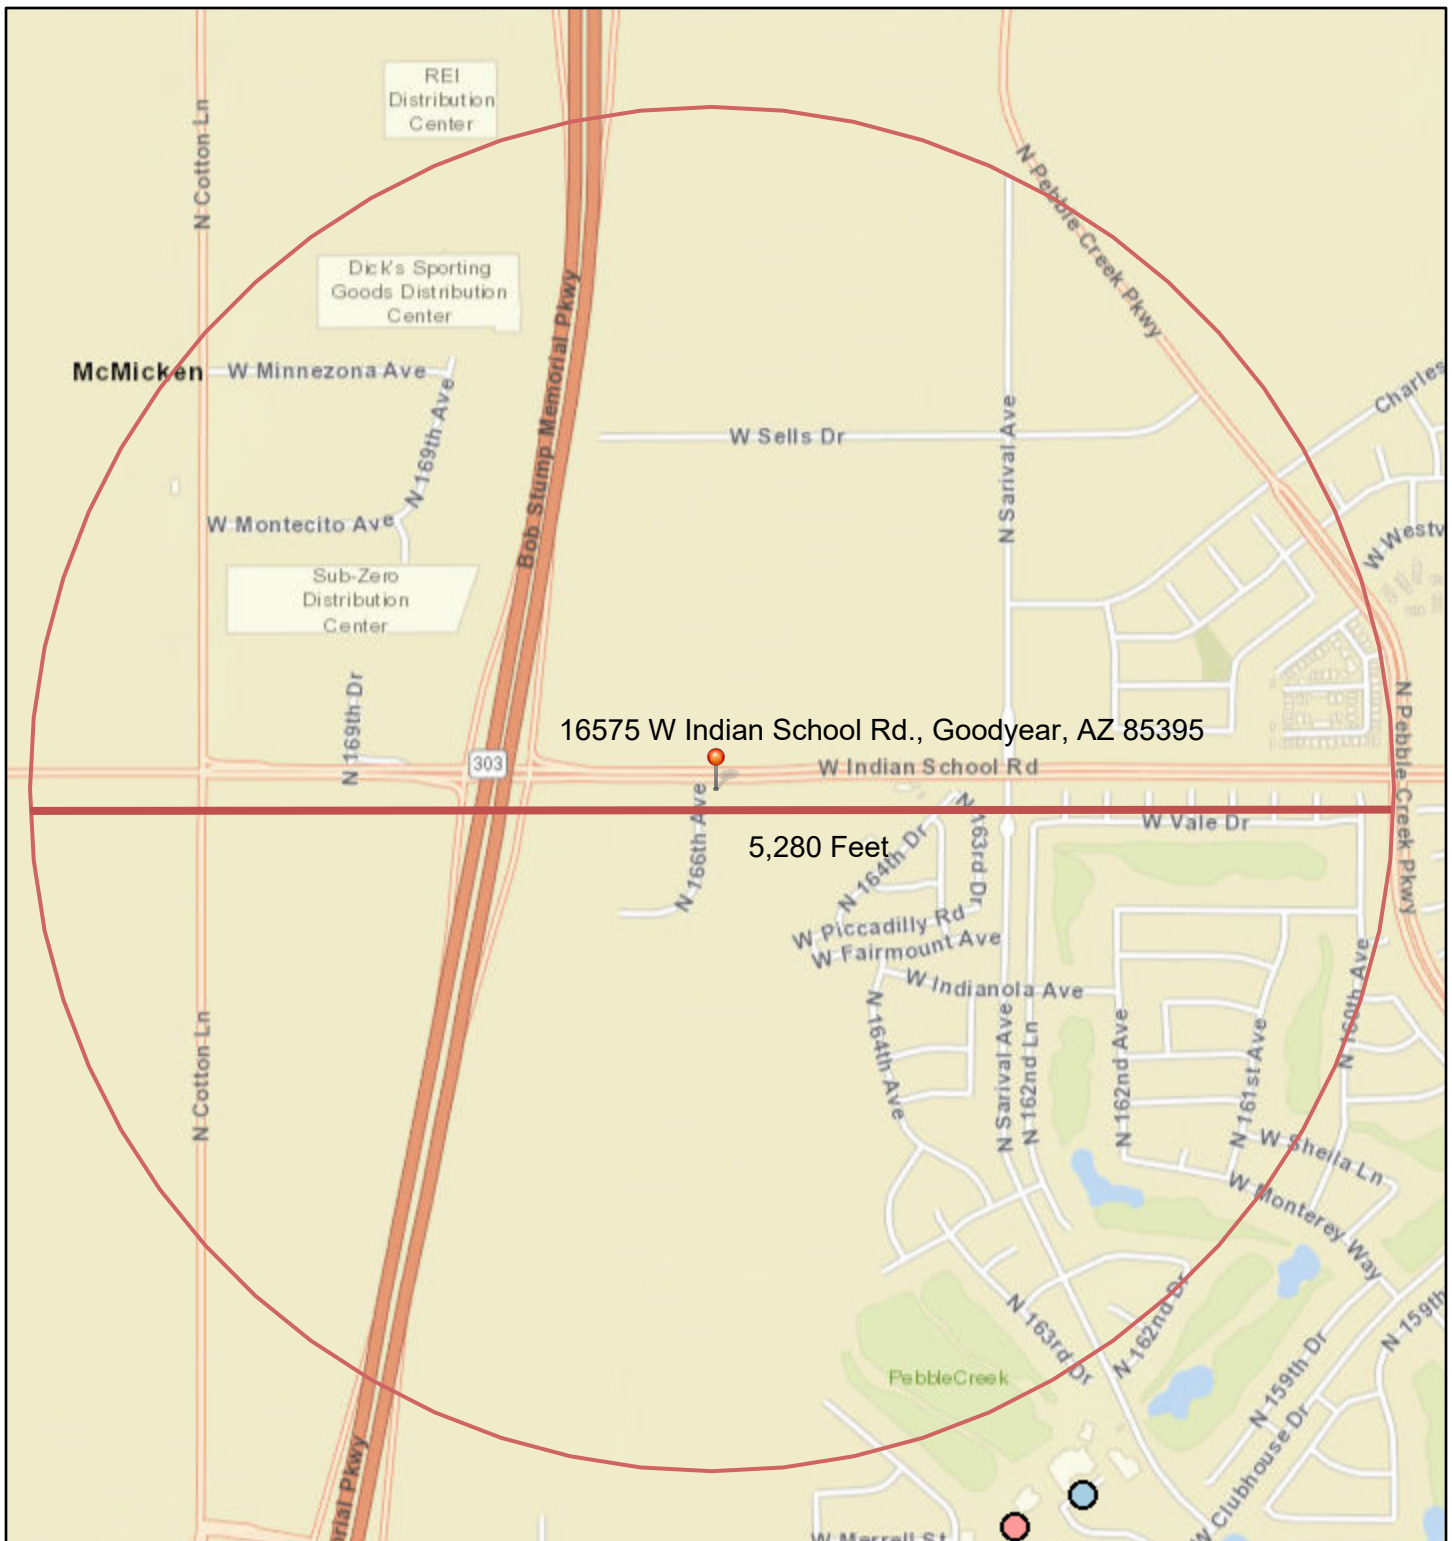 REI
Distribution
Center
N Cotton Ln
N Pebble Creek Pkwy
Dick's Sporting
Goods Distribution
Center
Bob Stump Memorial Pkwy
McMicken
W Minnezona Ave
N 169th Ave
Charles
W Sells Dr
N Sarival Ave
W Montecito Ave
W Westv
Sub-Zero
Distribution
Center
N 169th Dr
16575 W Indian School Rd., Goodyear, AZ 85395
303
W Indian School Rd
N Pebble Creek Pkwy
N 166th Ave
5,280 Feet
N 164th Dr
N 163rd Dr
W Vale Dr
W Piccadilly Rd
W Fairmount Ave
W Indianola Ave
N Cotton Ln
N 164th Ave
N Sarival Ave
N 162nd Ln
N 162nd Ave
N 161st Ave
N 160th Ave
W Sheila Ln
W Monterey Way
N 163rd Dr
N 162nd Dr
PebbleCreek
N 159th Dr
N 159th
W Clubhouse Dr
rial Pkwy
W Merrell St